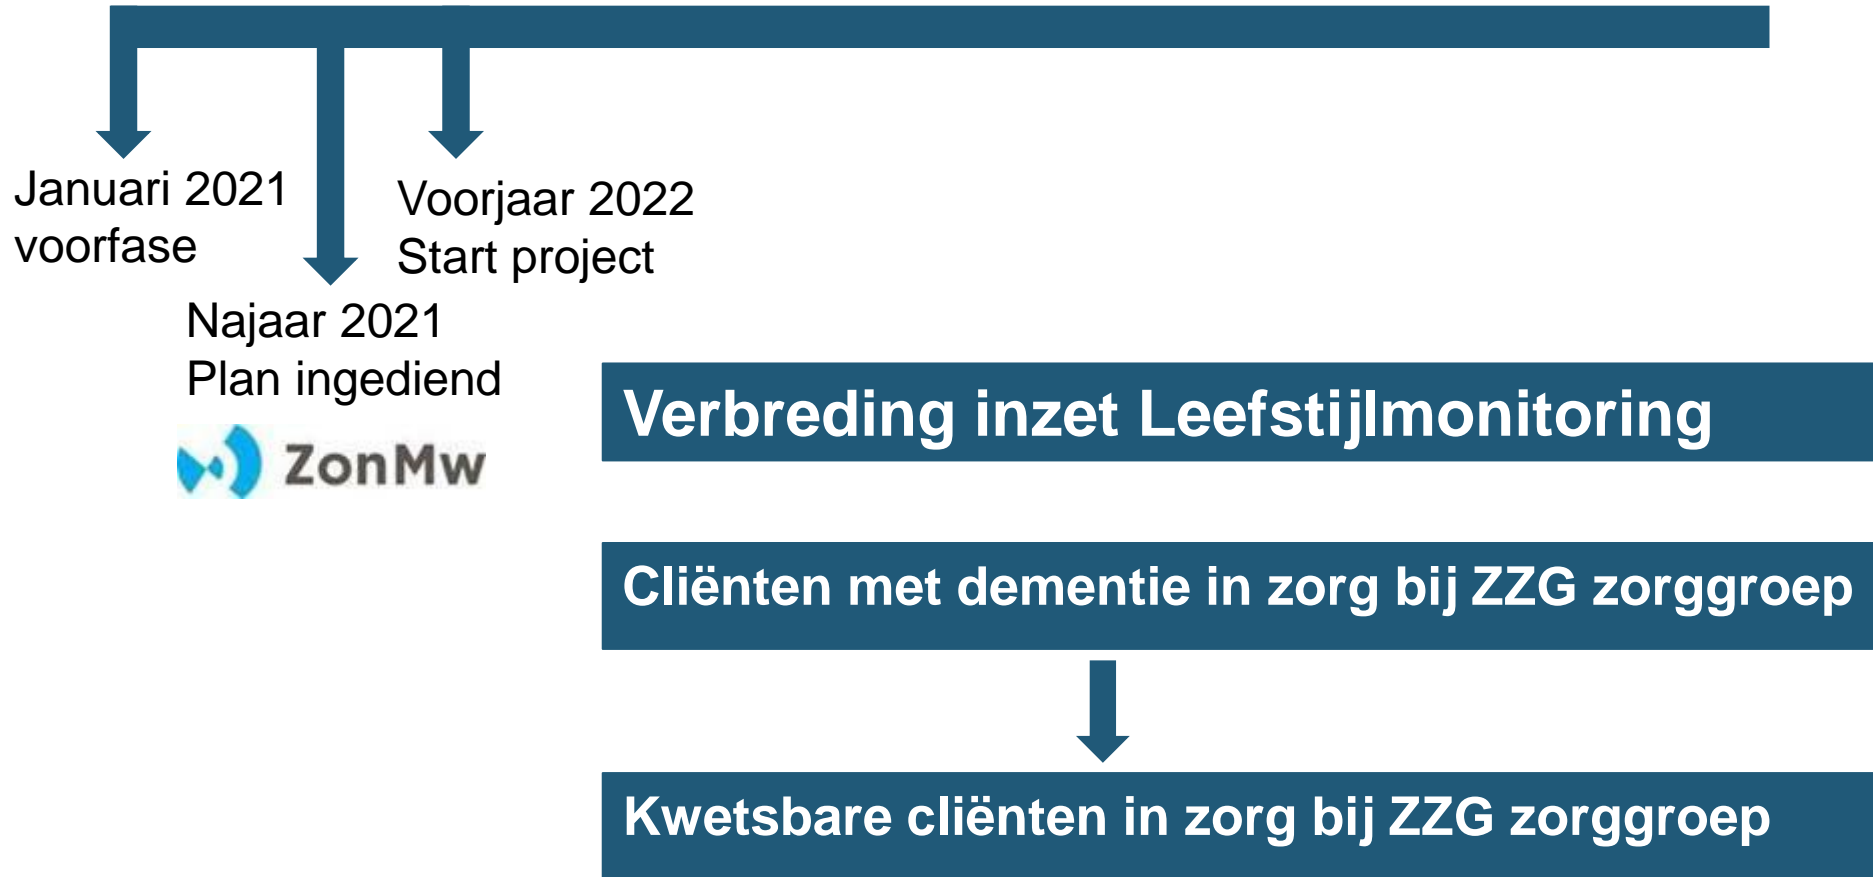 Januari 2021
voorfase
Voorjaar 2022
Start project
Najaar 2021
Plan ingediend
ZonMw
Verbreding inzet Leefstijlmonitoring
Cliënten met dementie in zorg bij ZZG zorggroep
Kwetsbare cliënten in zorg bij ZZG zorggroep